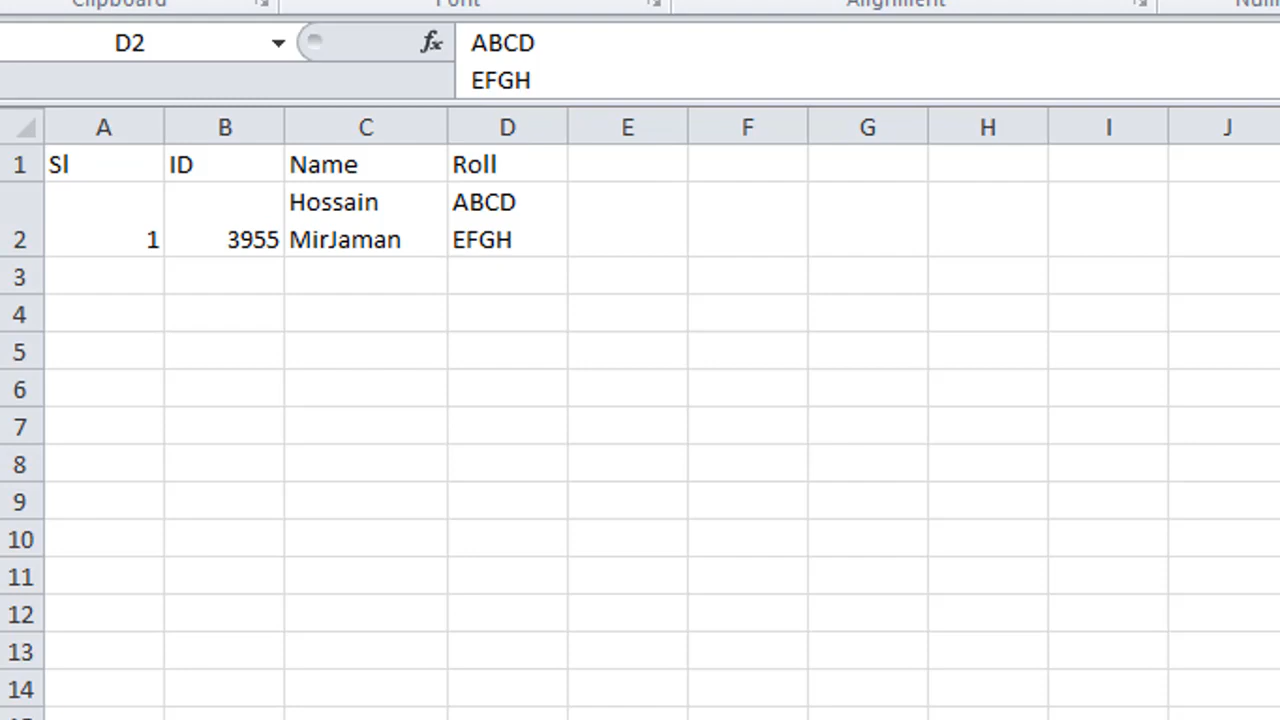 Clipboard Font Alignment
D2 fx ABCD
EFGH
A B C D E F G H I J
1 Sl ID Name Roll
Hossain ABCD
2 1 3955 MirJaman EFGH
3
4
5
6
7
8
9
10
11
12
13
14